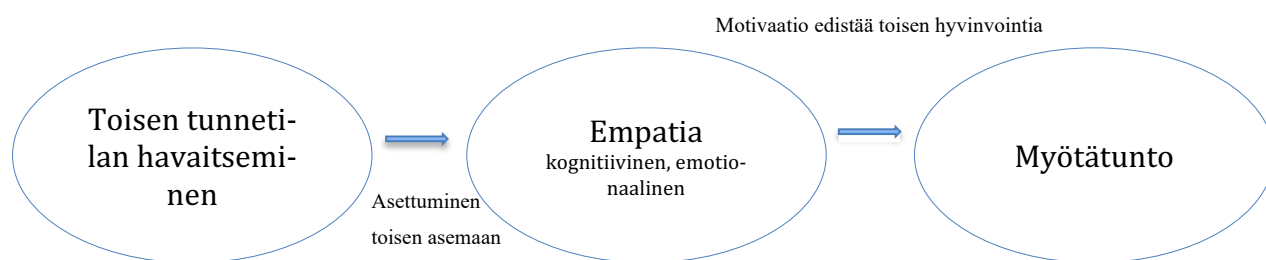 Motivaatio edistää toisen hyvinvointia
Toisen tunneti-
lan havaitsemi-
nen
Asettuminen
toisen asemaan
Empatia
kognitiivinen, emotio-
naalinen
Myötätunto